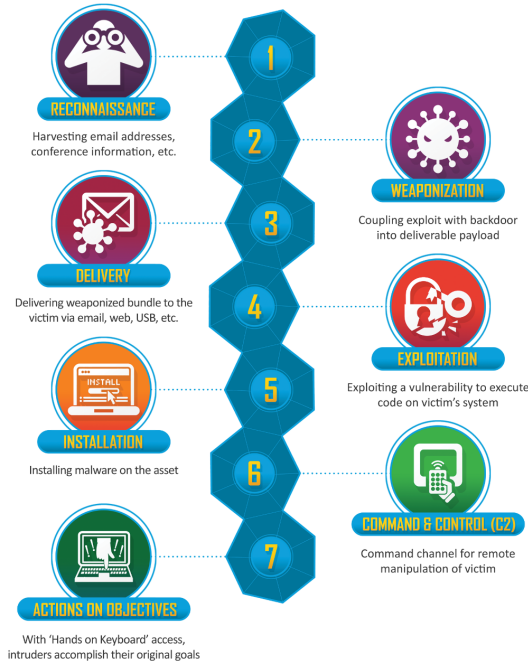 1
RECONNAISSANCE
Harvesting email addresses,
conference information, etc.
2
WEAPONIZATION
Coupling exploit with backdoor
into deliverable payload
3
DELIVERY
Delivering weaponized bundle to the
victim via email, web, USB, etc.
4
EXPLOITATION
Exploiting a vulnerability to execute
code on victim's system
5
INSTALL
INSTALLATION
Installing malware on the asset
6
COMMAND & CONTROL (C2)
Command channel for remote
manipulation of victim
7
ACTIONS ON OBJECTIVES
With 'Hands on Keyboard' access,
intruders accomplish their original goals